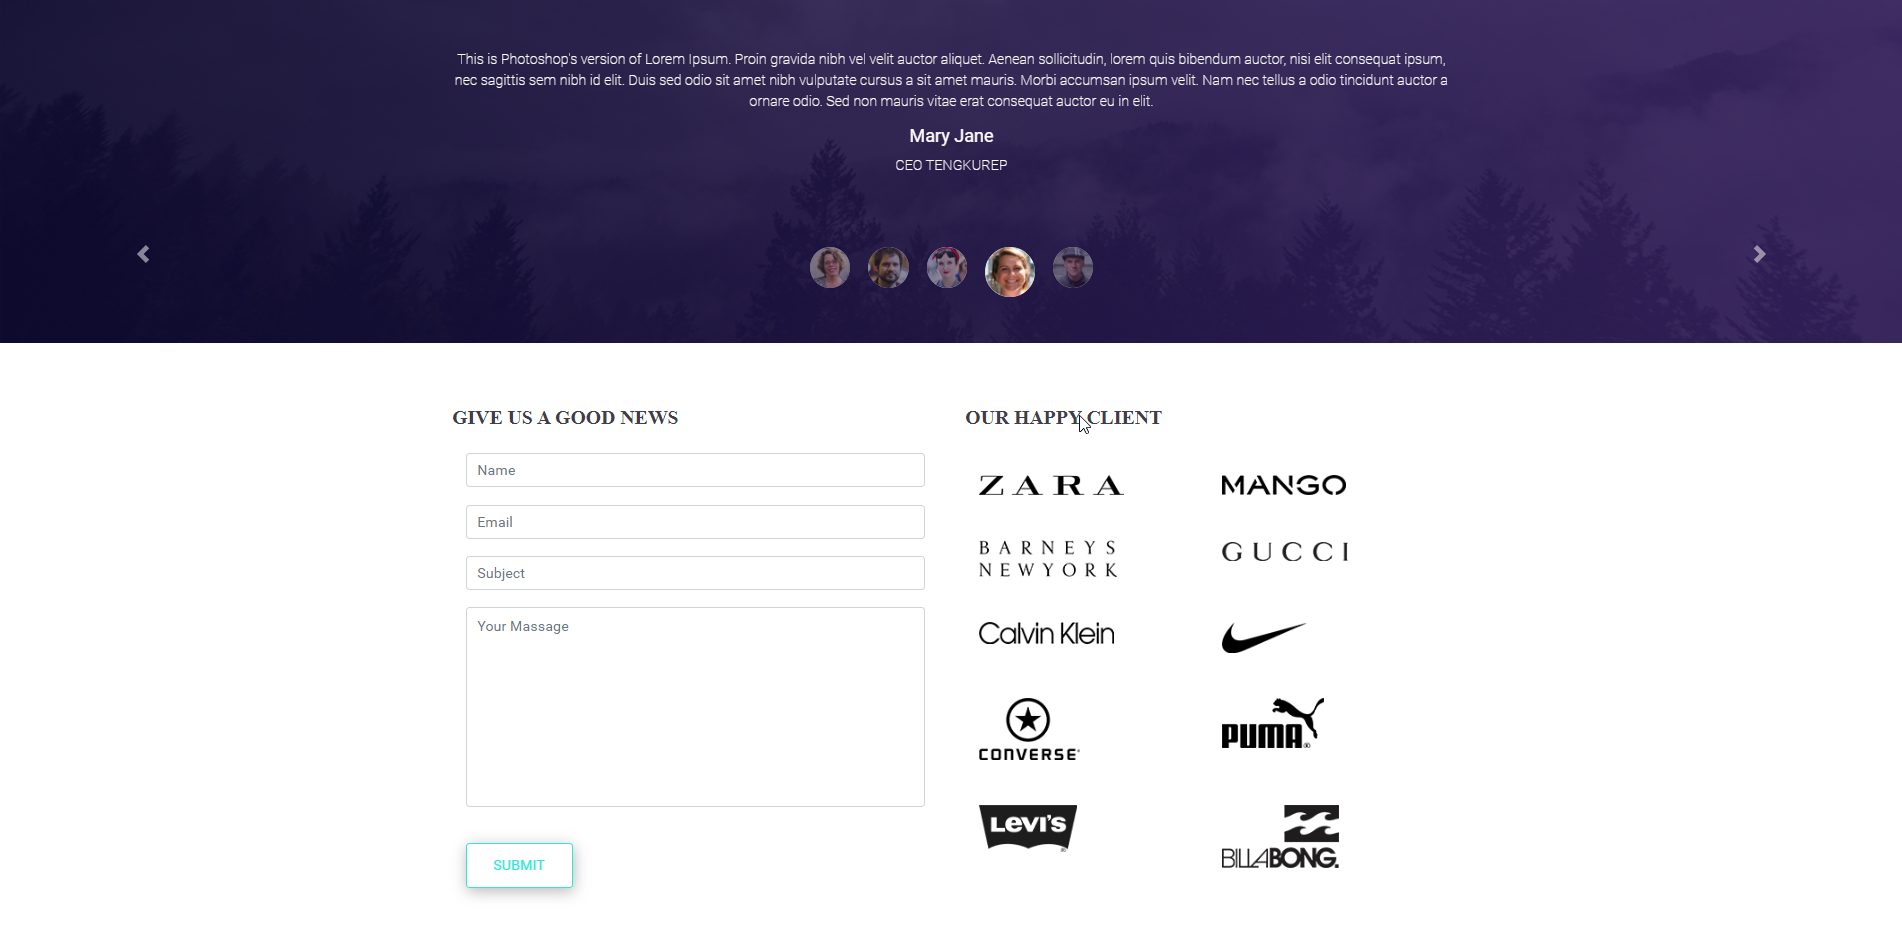 This is Photoshop's version of Lorem Ipsum. Proin gravida nibh vel velit auctor aliquet. Aenean sollicitudin, lorem quis bibendum auctor, nisi elit consequat ipsum,
nec sagittis sem nibh id elit. Duis sed odio sit amet nibh vulputate cursus a sit amet mauris. Morbi accumsan ipsum velit. Nam nec tellus a odio tincidunt auctor a
ornare odio. Sed non mauris vitae erat consequat auctor eu in elit.
Mary Jane
CEO TENGKUREP
GIVE US A GOOD NEWS
Name
Email
Subject
Your Massage
SUBMIT
OUR HAPPY CLIENT
ZARA
MANGO
BARNEYS
NEWYORK
GUCCI
Calvin Klein
CONVERSE
PUMA
LEVI'S
BILLABONG.